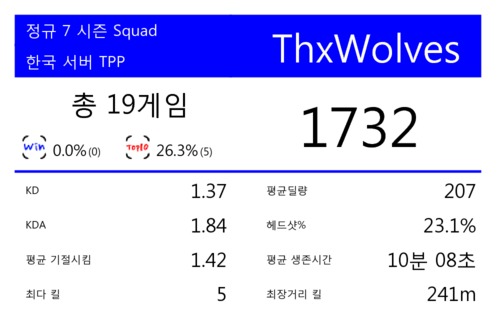 정규 7 시즌 Squad
한국 서버 TPP
ThxWolves
총 19게임
Win 0.0% (0) TOP10 26.3% (5)
1732
KD 1.37
평균딜량 207
KDA 1.84
헤드샷% 23.1%
평균 기절시킴 1.42
평균 생존시간 10분 08초
최다 킬 5
최장거리 킬 241m